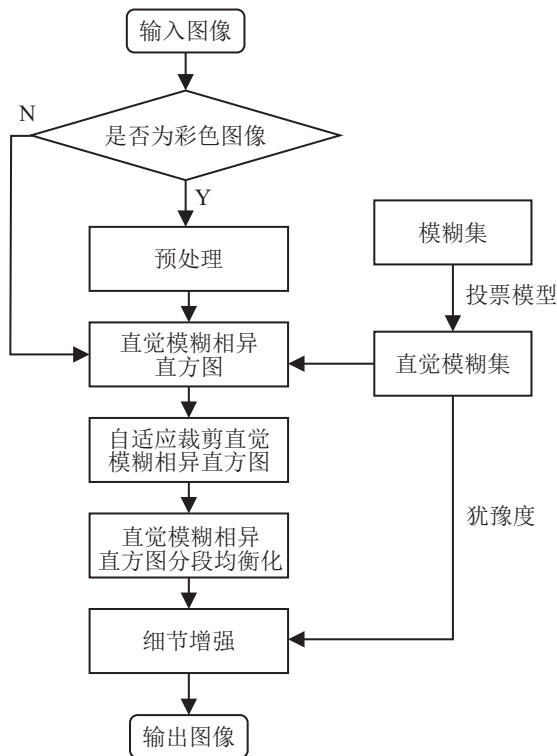 输入图像
N
是否为彩色图像
Y
预处理
模糊集
投票模型
直觉模糊相异
直方图
直觉模糊集
自适应裁剪直觉
模糊相异直方图
直觉模糊相异
直方图分段均衡化
犹豫度
细节增强
输出图像